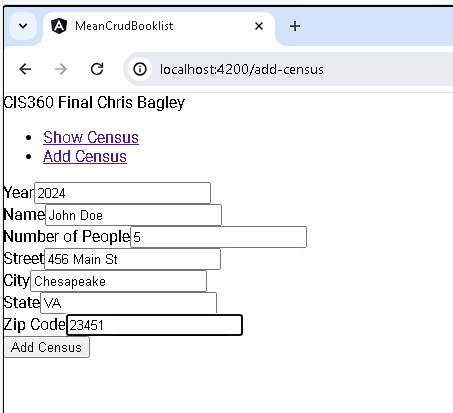 MeanCrudBooklist
localhost:4200/add-census
CIS360 Final Chris Bagley
Show Census
Add Census
Year 2024
Name John Doe
Number of People 5
Street 456 Main St
City Chesapeake
State VA
Zip Code 23451
Add Census